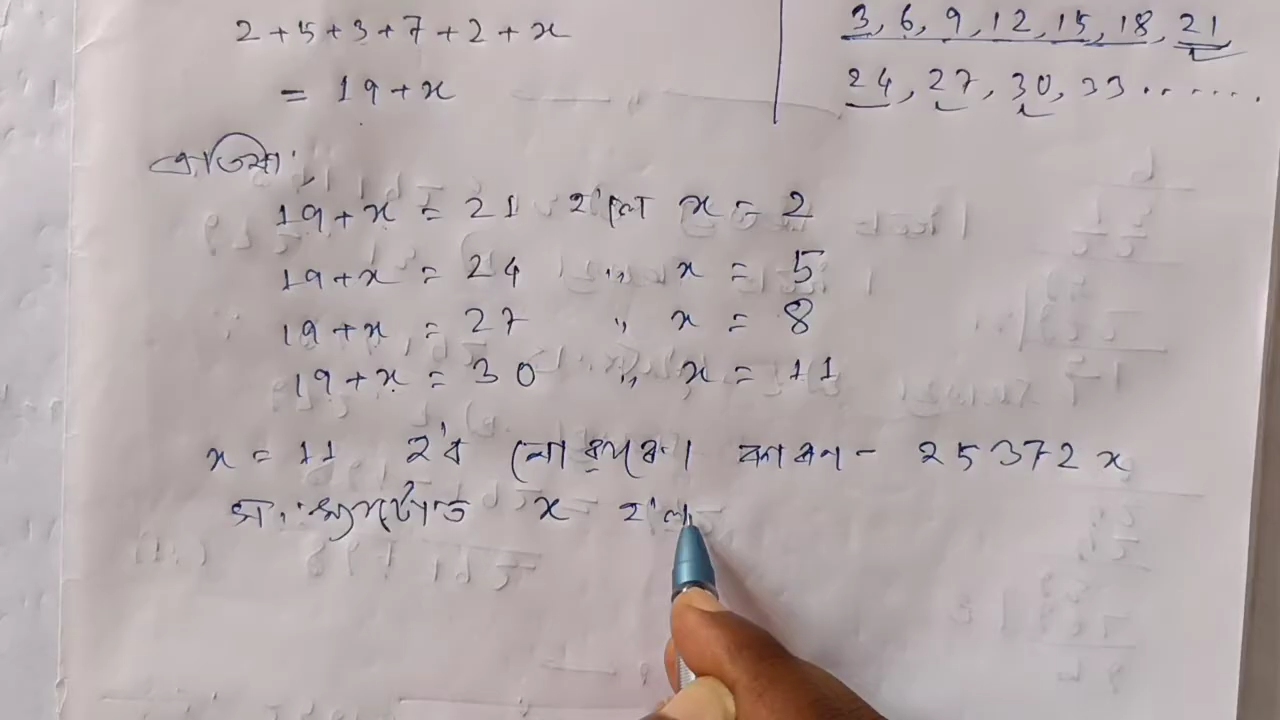 2 + 5 + 3 + 7 + 2 + x
= 19 + x
3, 6, 9, 12, 15, 18, 21,
24, 27, 30, 33 ......
19 + x = 21 হ'লে x = 2
19 + x = 24 ,, x = 5
19 + x = 27 ,, x = 8
19 + x = 30 ,, x = 11
x = 11 হ'ব নোৱাৰে। কাৰণ - 25372x
x হ'ল